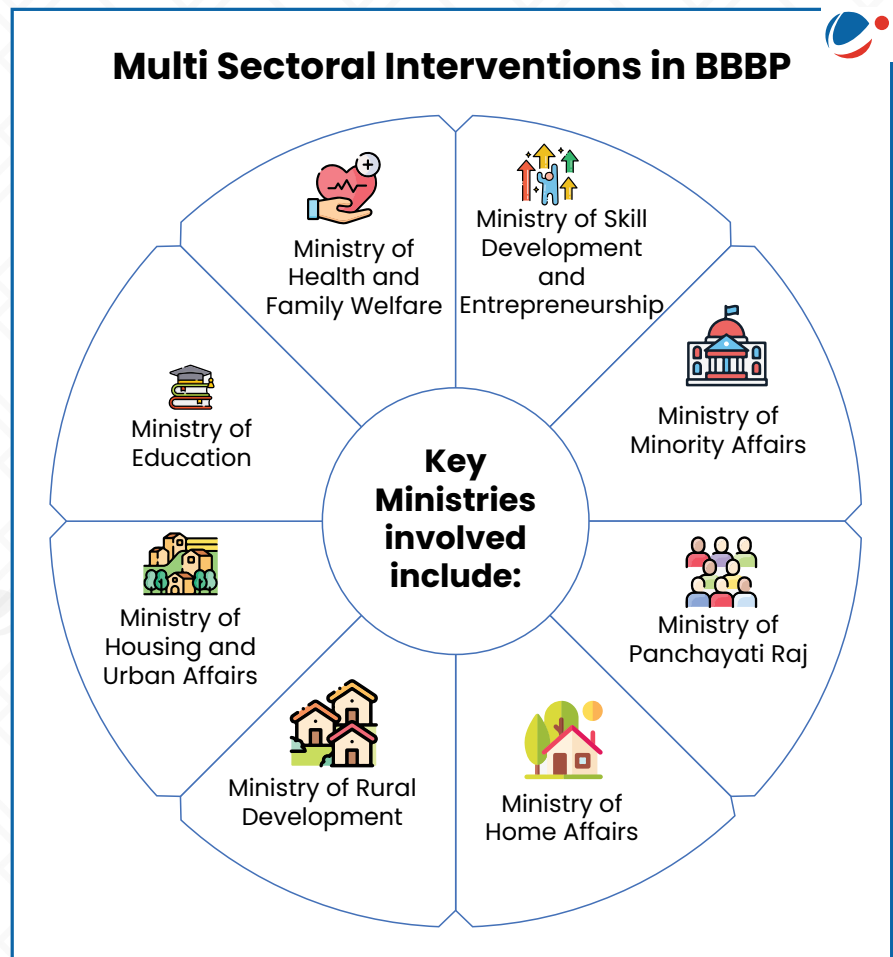 Multi Sectoral Interventions in BBBP
Ministry of
Health and
Family Welfare
Ministry of Skill
Development
and
Entrepreneurship
Ministry of
Minority Affairs
Ministry of
Education
Key
Ministries
involved
include:
Ministry of
Housing and
Urban Affairs
Ministry of
Panchayati Raj
Ministry of Rural
Development
Ministry of
Home Affairs